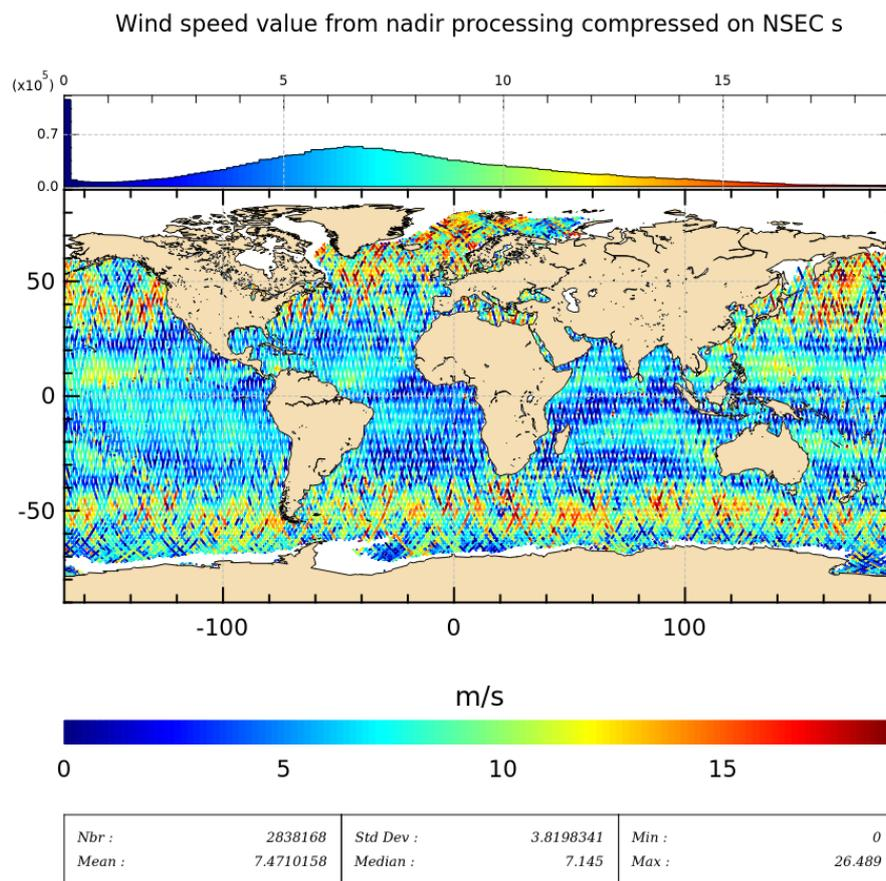 Wind speed value from nadir processing compressed on NSEC s
(x10^5) 0 5 10 15
0.7
0.0
50
0
-50
-100 0 100
m/s
0 5 10 15
Nbr : 2838168 Std Dev : 3.8198341 Min : 0
Mean : 7.4710158 Median : 7.145 Max : 26.489